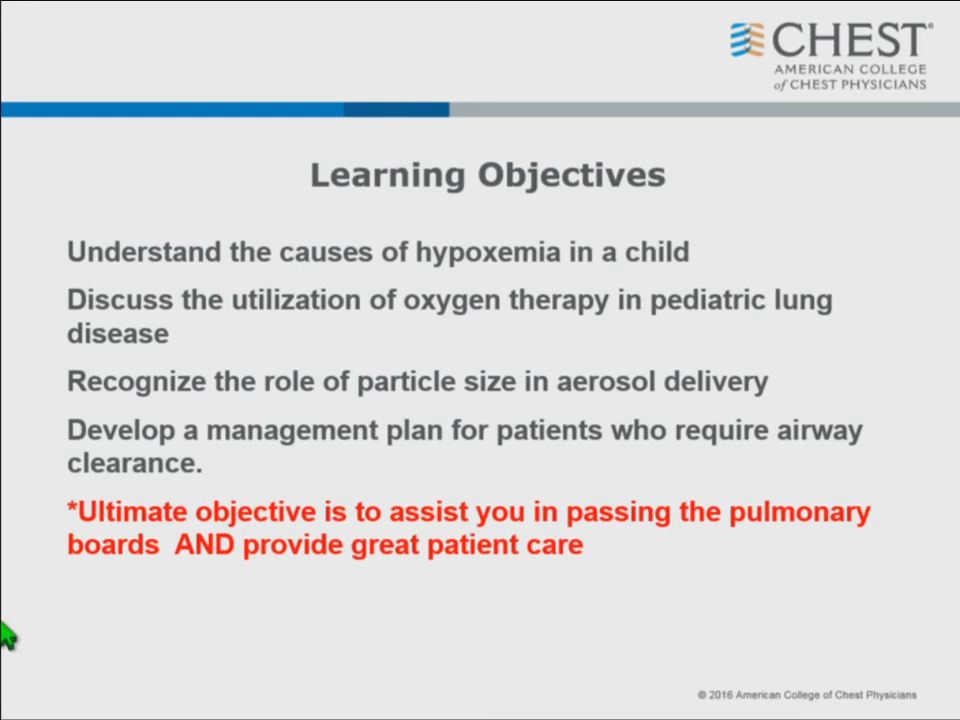 CHEST®
AMERICAN COLLEGE
of CHEST PHYSICIANS
Learning Objectives
Understand the causes of hypoxemia in a child
Discuss the utilization of oxygen therapy in pediatric lung
disease
Recognize the role of particle size in aerosol delivery
Develop a management plan for patients who require airway
clearance.
*Ultimate objective is to assist you in passing the pulmonary
boards  AND provide great patient care
© 2016 American College of Chest Physicians